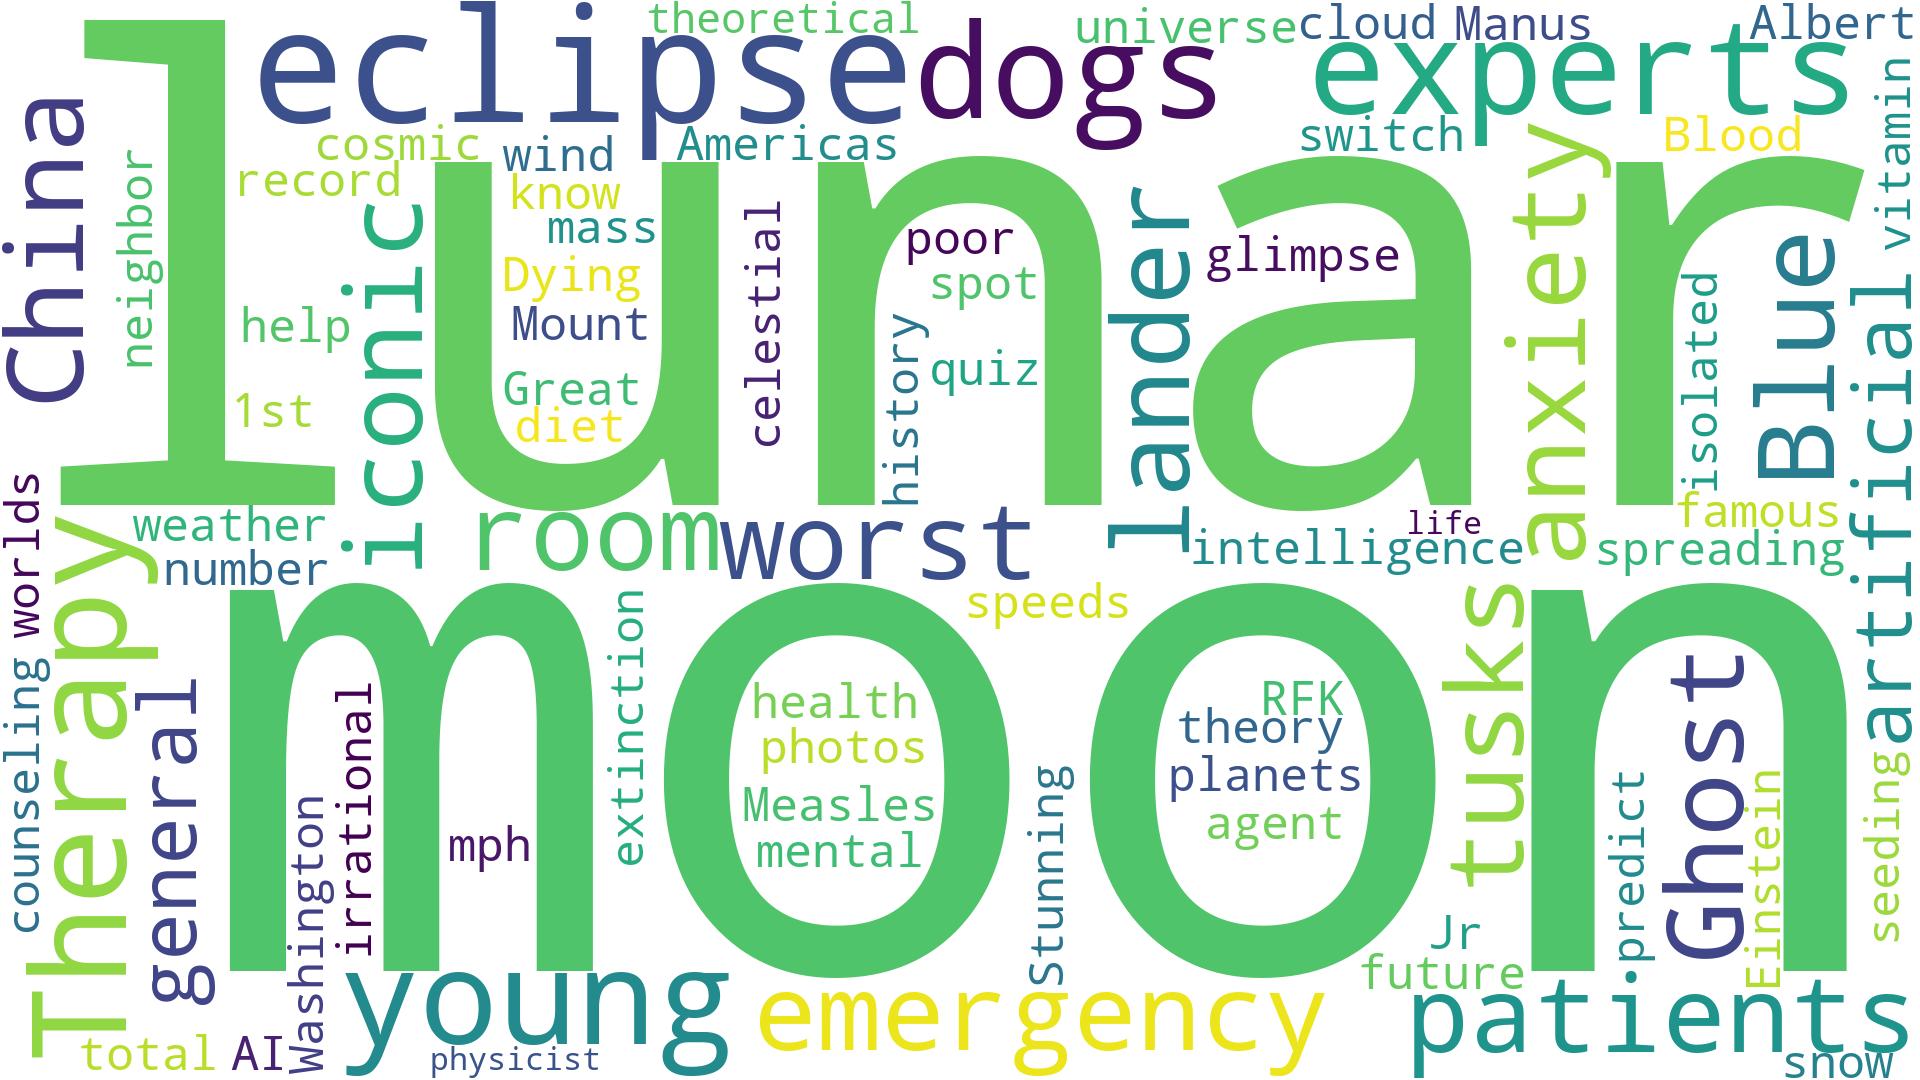 theoretical
universe
cloud
Manus
Albert
eclipse
dogs
experts
China
cosmic
wind
Americas
switch
Blood
vitamin
neighbor
record
know
mass
lunar
iconic
celestial
poor
spot
lander
glimpse
anxiety
Blue
isolated
artificial
Dying
Mount
help
history
quiz
1st
Great
diet
worlds
weather
number
room
worst
life
intelligence
famous
spreading
Therapy
moon
extinction
speeds
tusks
counseling
general
irrational
health
photos
RFK
theory
planets
Ghost
Measles
mental
agent
Washington
mph
Stunning
predict
Einstein
seeding
Jr
future
young
emergency
patients
total
AI
physicist
snow